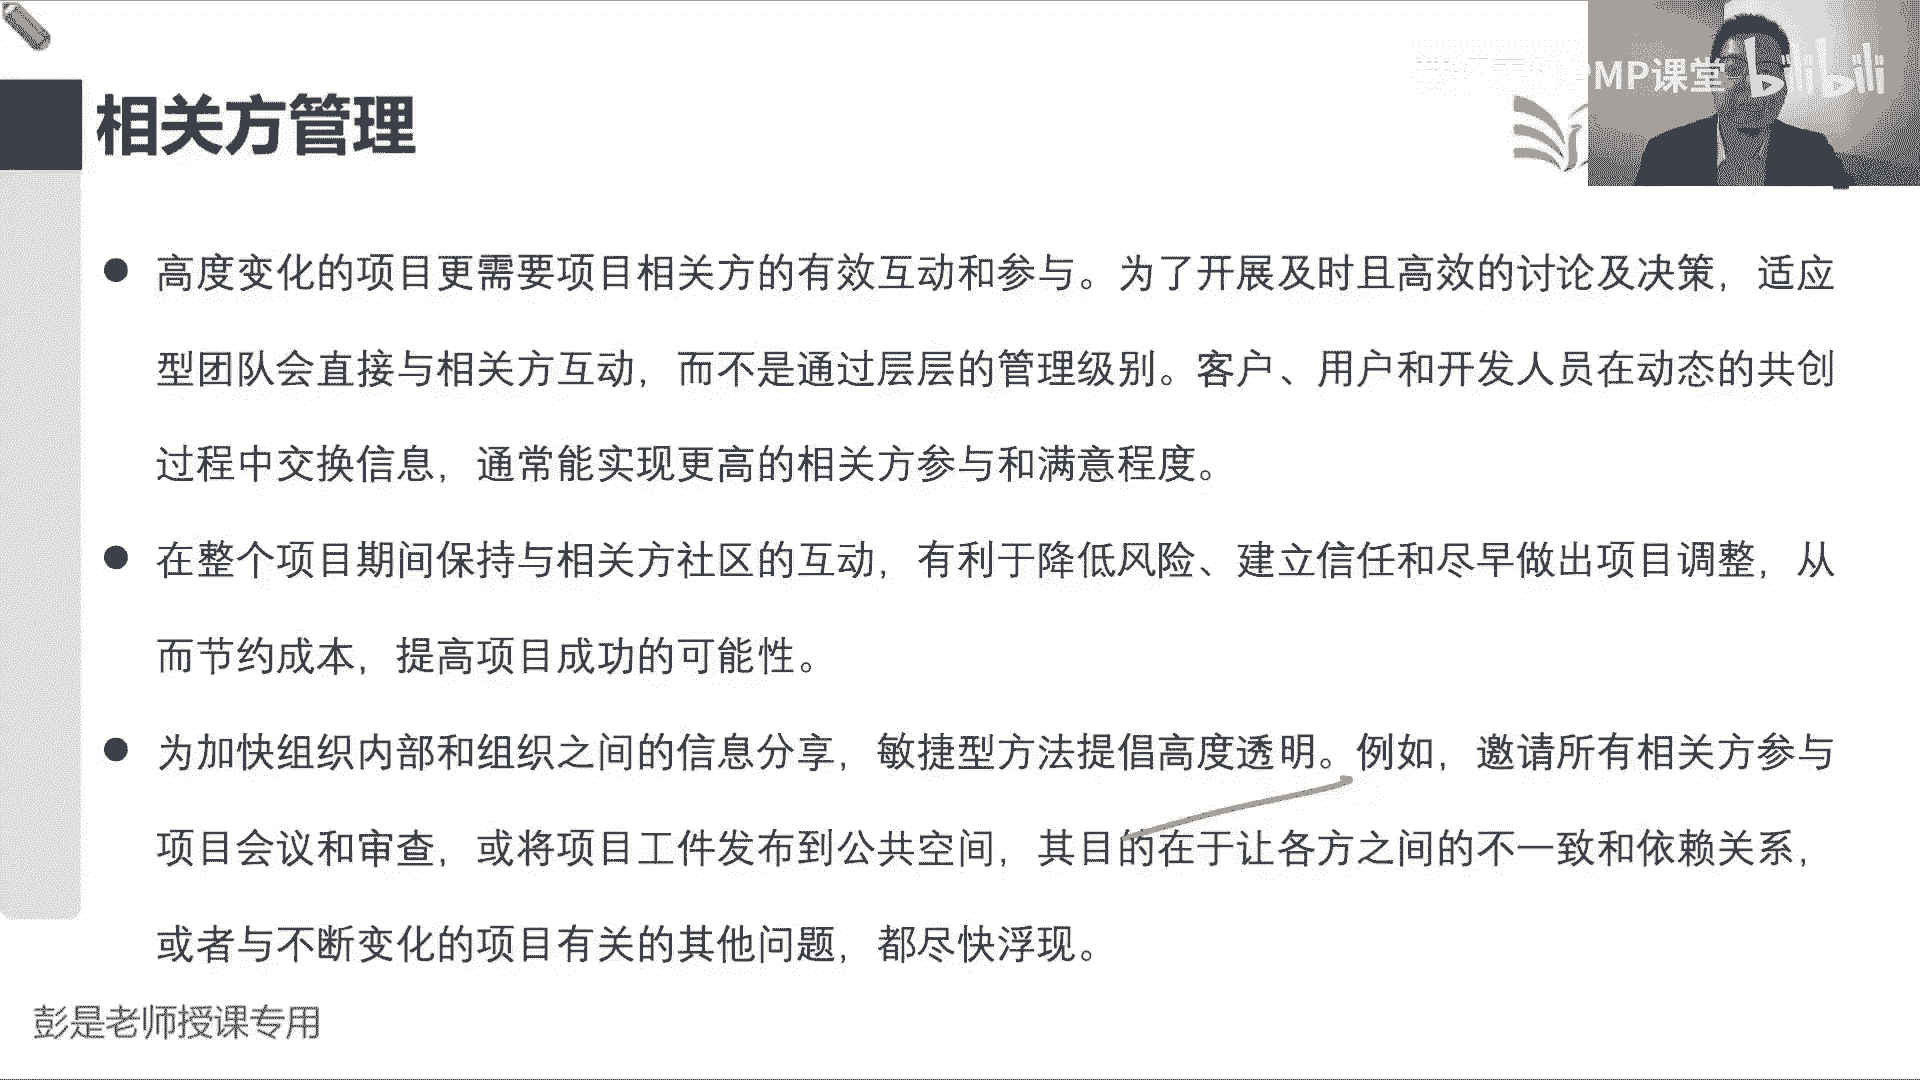 PMP课堂
bilibili
相关方管理
高度变化的项目更需要项目相关方的有效互动和参与。为了开展及时且高效的讨论及决策，适应
型团队会直接与相关方互动，而不是通过层层的管理级别。客户、用户和开发人员在动态的共创
过程中交换信息，通常能实现更高的相关方参与和满意程度。
在整个项目期间保持与相关方社区的互动，有利于降低风险、建立信任和尽早做出项目调整，从
而节约成本，提高项目成功的可能性。
为加快组织内部和组织之间的信息分享，敏捷型方法提倡高度透明。例如，邀请所有相关方参与
项目会议和审查，或将项目工件发布到公共空间，其目的在于让各方之间的不一致和依赖关系，
或者与不断变化的项目有关的其他问题，都尽快浮现。
彭是老师授课专用